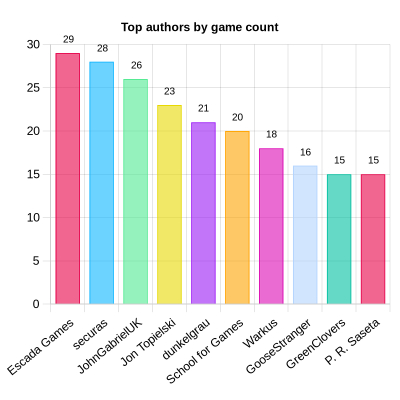 Top authors by game count
30
25
20
15
10
5
0
29
28
26
23
21
20
18
16
15
15
Escada Games
securas
JohnGabrielUK
Jon Topielski
dunkelgrau
School for Games
Warkus
GooseStranger
GreenClovers
P. R. Saseta